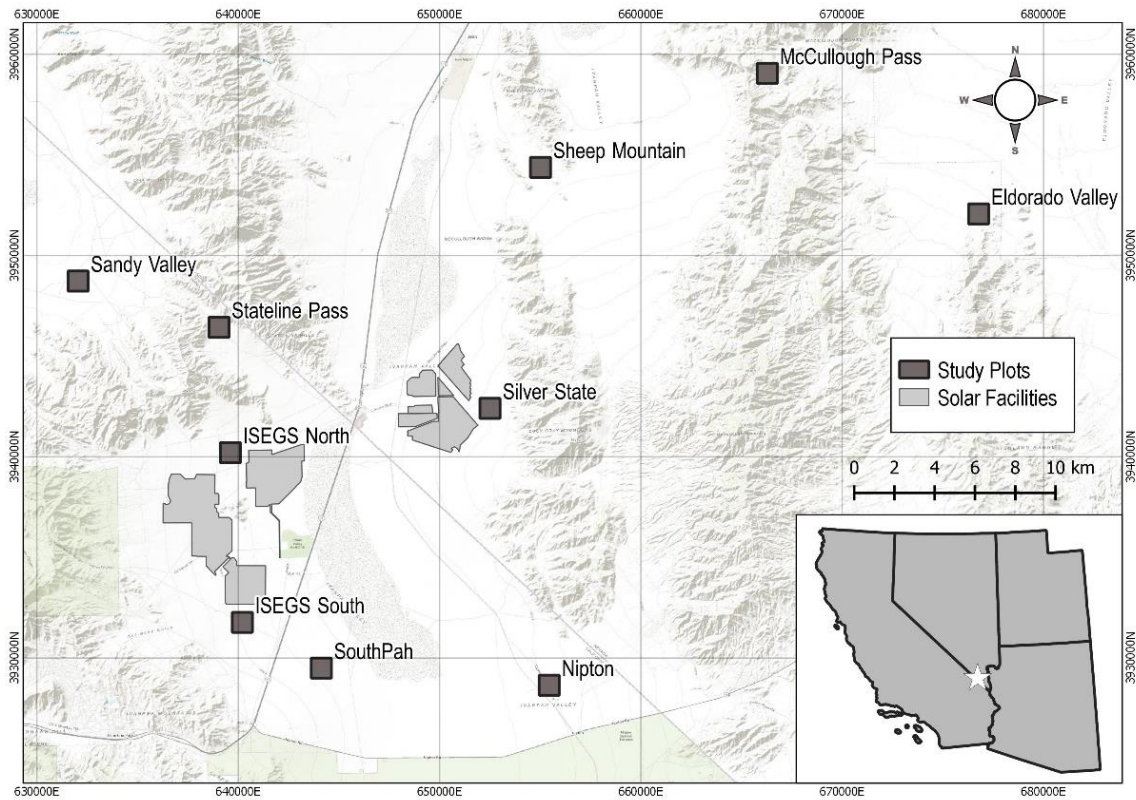 630000E 640000E 650000E 660000E 670000E 680000E
3960000N 3960000N
McCullough Pass
N
W E
S
Sheep Mountain
Eldorado Valley
3950000N 3950000N
Sandy Valley
Stateline Pass
Study Plots
Silver State
Solar Facilities
ISEGS North
3940000N 3940000N
0 2 4 6 8 10 km
ISEGS South
SouthPah
3930000N 3930000N
Nipton
630000E 640000E 650000E 660000E 670000E 680000E